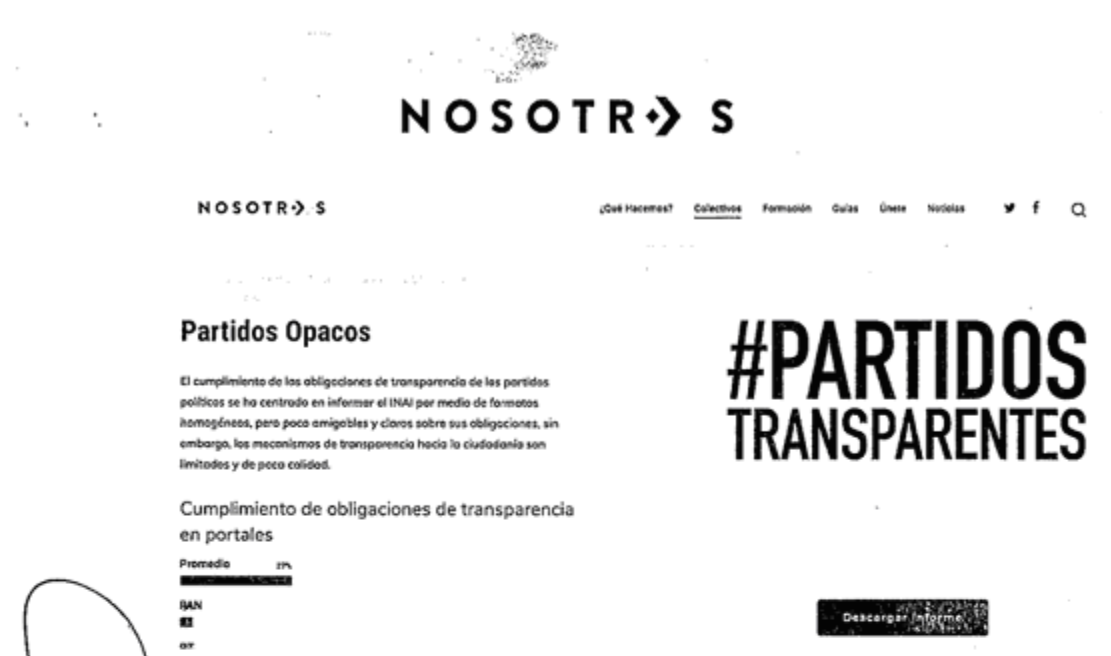 NOSOTR S
NOSOTR S
¿Qué Hacemos? Colectivos Formación Guías Únete Noticias
Partidos Opacos
#PARTIDOS
TRANSPARENTES
El cumplimiento de las obligaciones de transparencia de los partidos
políticos se ha centrado en informar al INAI por medio de formatos
homogéneos, pero poco amigables y claros sobre sus obligaciones, sin
embargo, los mecanismos de transparencia hacia la ciudadanía son
limitados y de poca calidad.
Cumplimiento de obligaciones de transparencia
en portales
Promedio
PAN
Descargar Informe